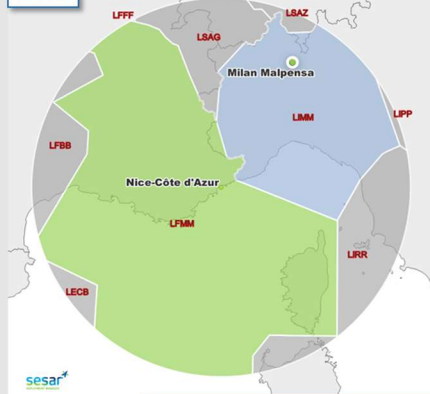 LFFF
LSAZ
LSAG
Milan Malpensa
LIMM
LIPP
LFBB
Nice-Côte d'Azur
LFMM
LIRR
LECB
sesar